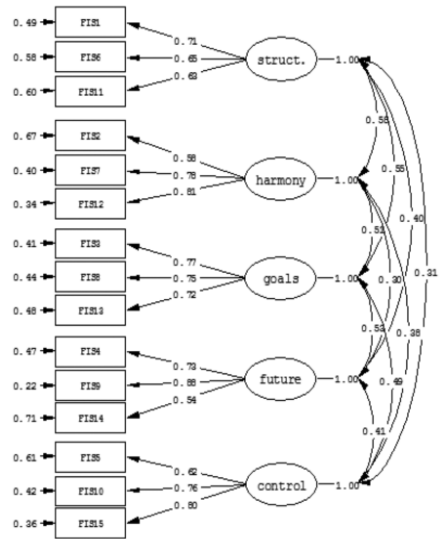 0.49 FIS1 0.71
0.58 FIS6 0.65 struct. 1.00
0.60 FIS11 0.63
0.58
0.67 FIS2 0.58
0.55
0.40 FIS7 0.78 harmony 1.00
0.34 FIS12 0.81
0.40
0.41 FIS3 0.77
0.51
0.31
0.44 FIS8 0.75 goals 1.00 0.30
0.48 FIS13 0.72
0.53 0.38
0.47 FIS4 0.73
0.22 FIS9 0.88 future 1.00 0.49
0.71 FIS14 0.54
0.41
0.61 FIS5 0.62
0.42 FIS10 0.76 control 1.00
0.36 FIS15 0.80